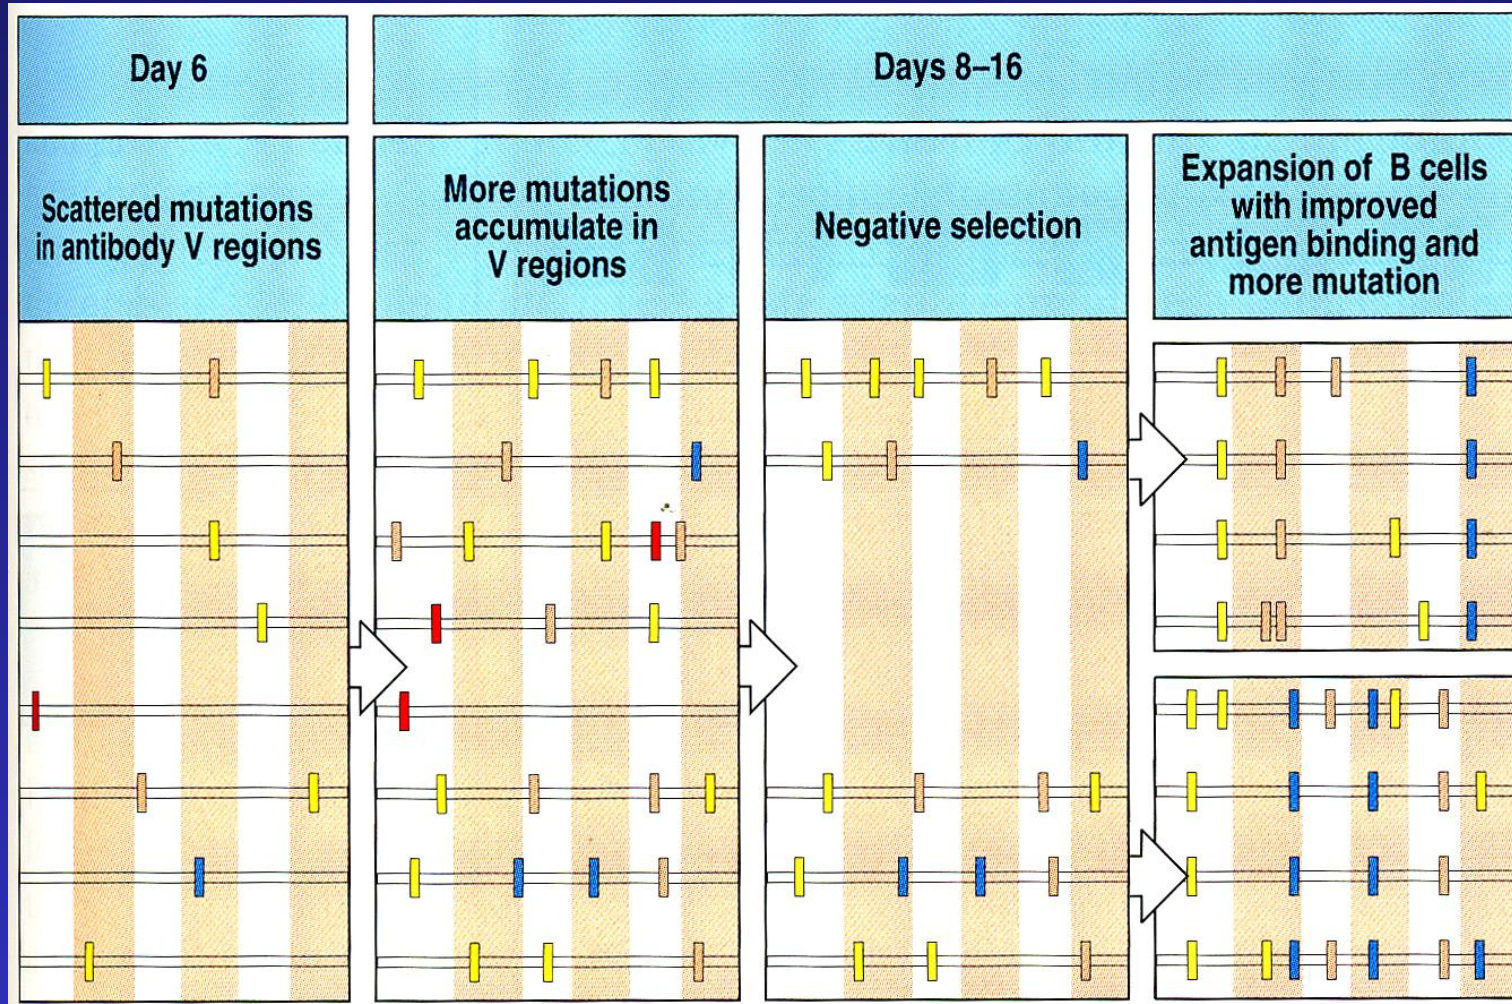 Day 6
Days 8–16
Scattered mutations
in antibody V regions
More mutations
accumulate in
V regions
Negative selection
Expansion of B cells
with improved
antigen binding and
more mutation